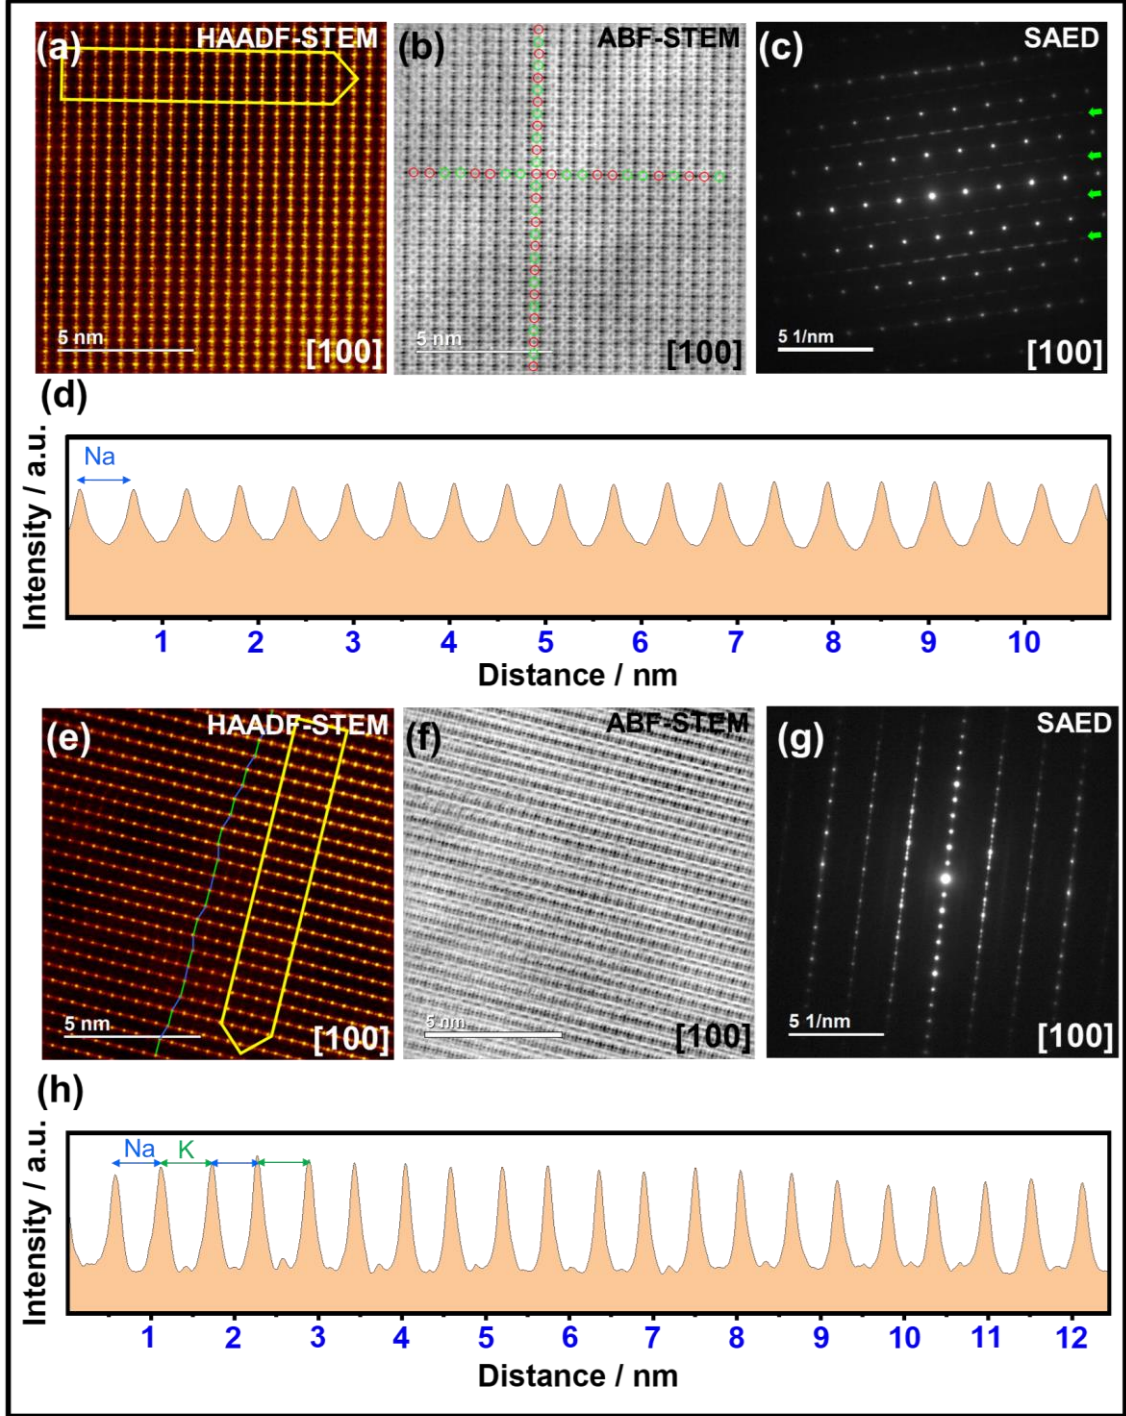 (a) HAADF-STEM
5 nm
[100]
(b) ABF-STEM
5 nm
[100]
(c) SAED
5 1/nm
[100]
(d)
Intensity / a.u.
Na
1 2 3 4 5 6 7 8 9 10
Distance / nm
(e) HAADF-STEM
5 nm
[100]
(f) ABF-STEM
5 nm
[100]
(g) SAED
5 1/nm
[100]
(h)
Intensity / a.u.
Na K
1 2 3 4 5 6 7 8 9 10 11 12
Distance / nm